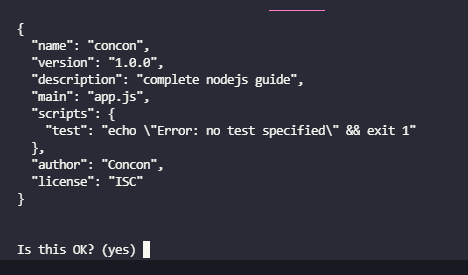 {
  "name": "concon",
  "version": "1.0.0",
  "description": "complete nodejs guide",
  "main": "app.js",
  "scripts": {
    "test": "echo \"Error: no test specified\" && exit 1"
  },
  "author": "Concon",
  "license": "ISC"
}
Is this OK? (yes)